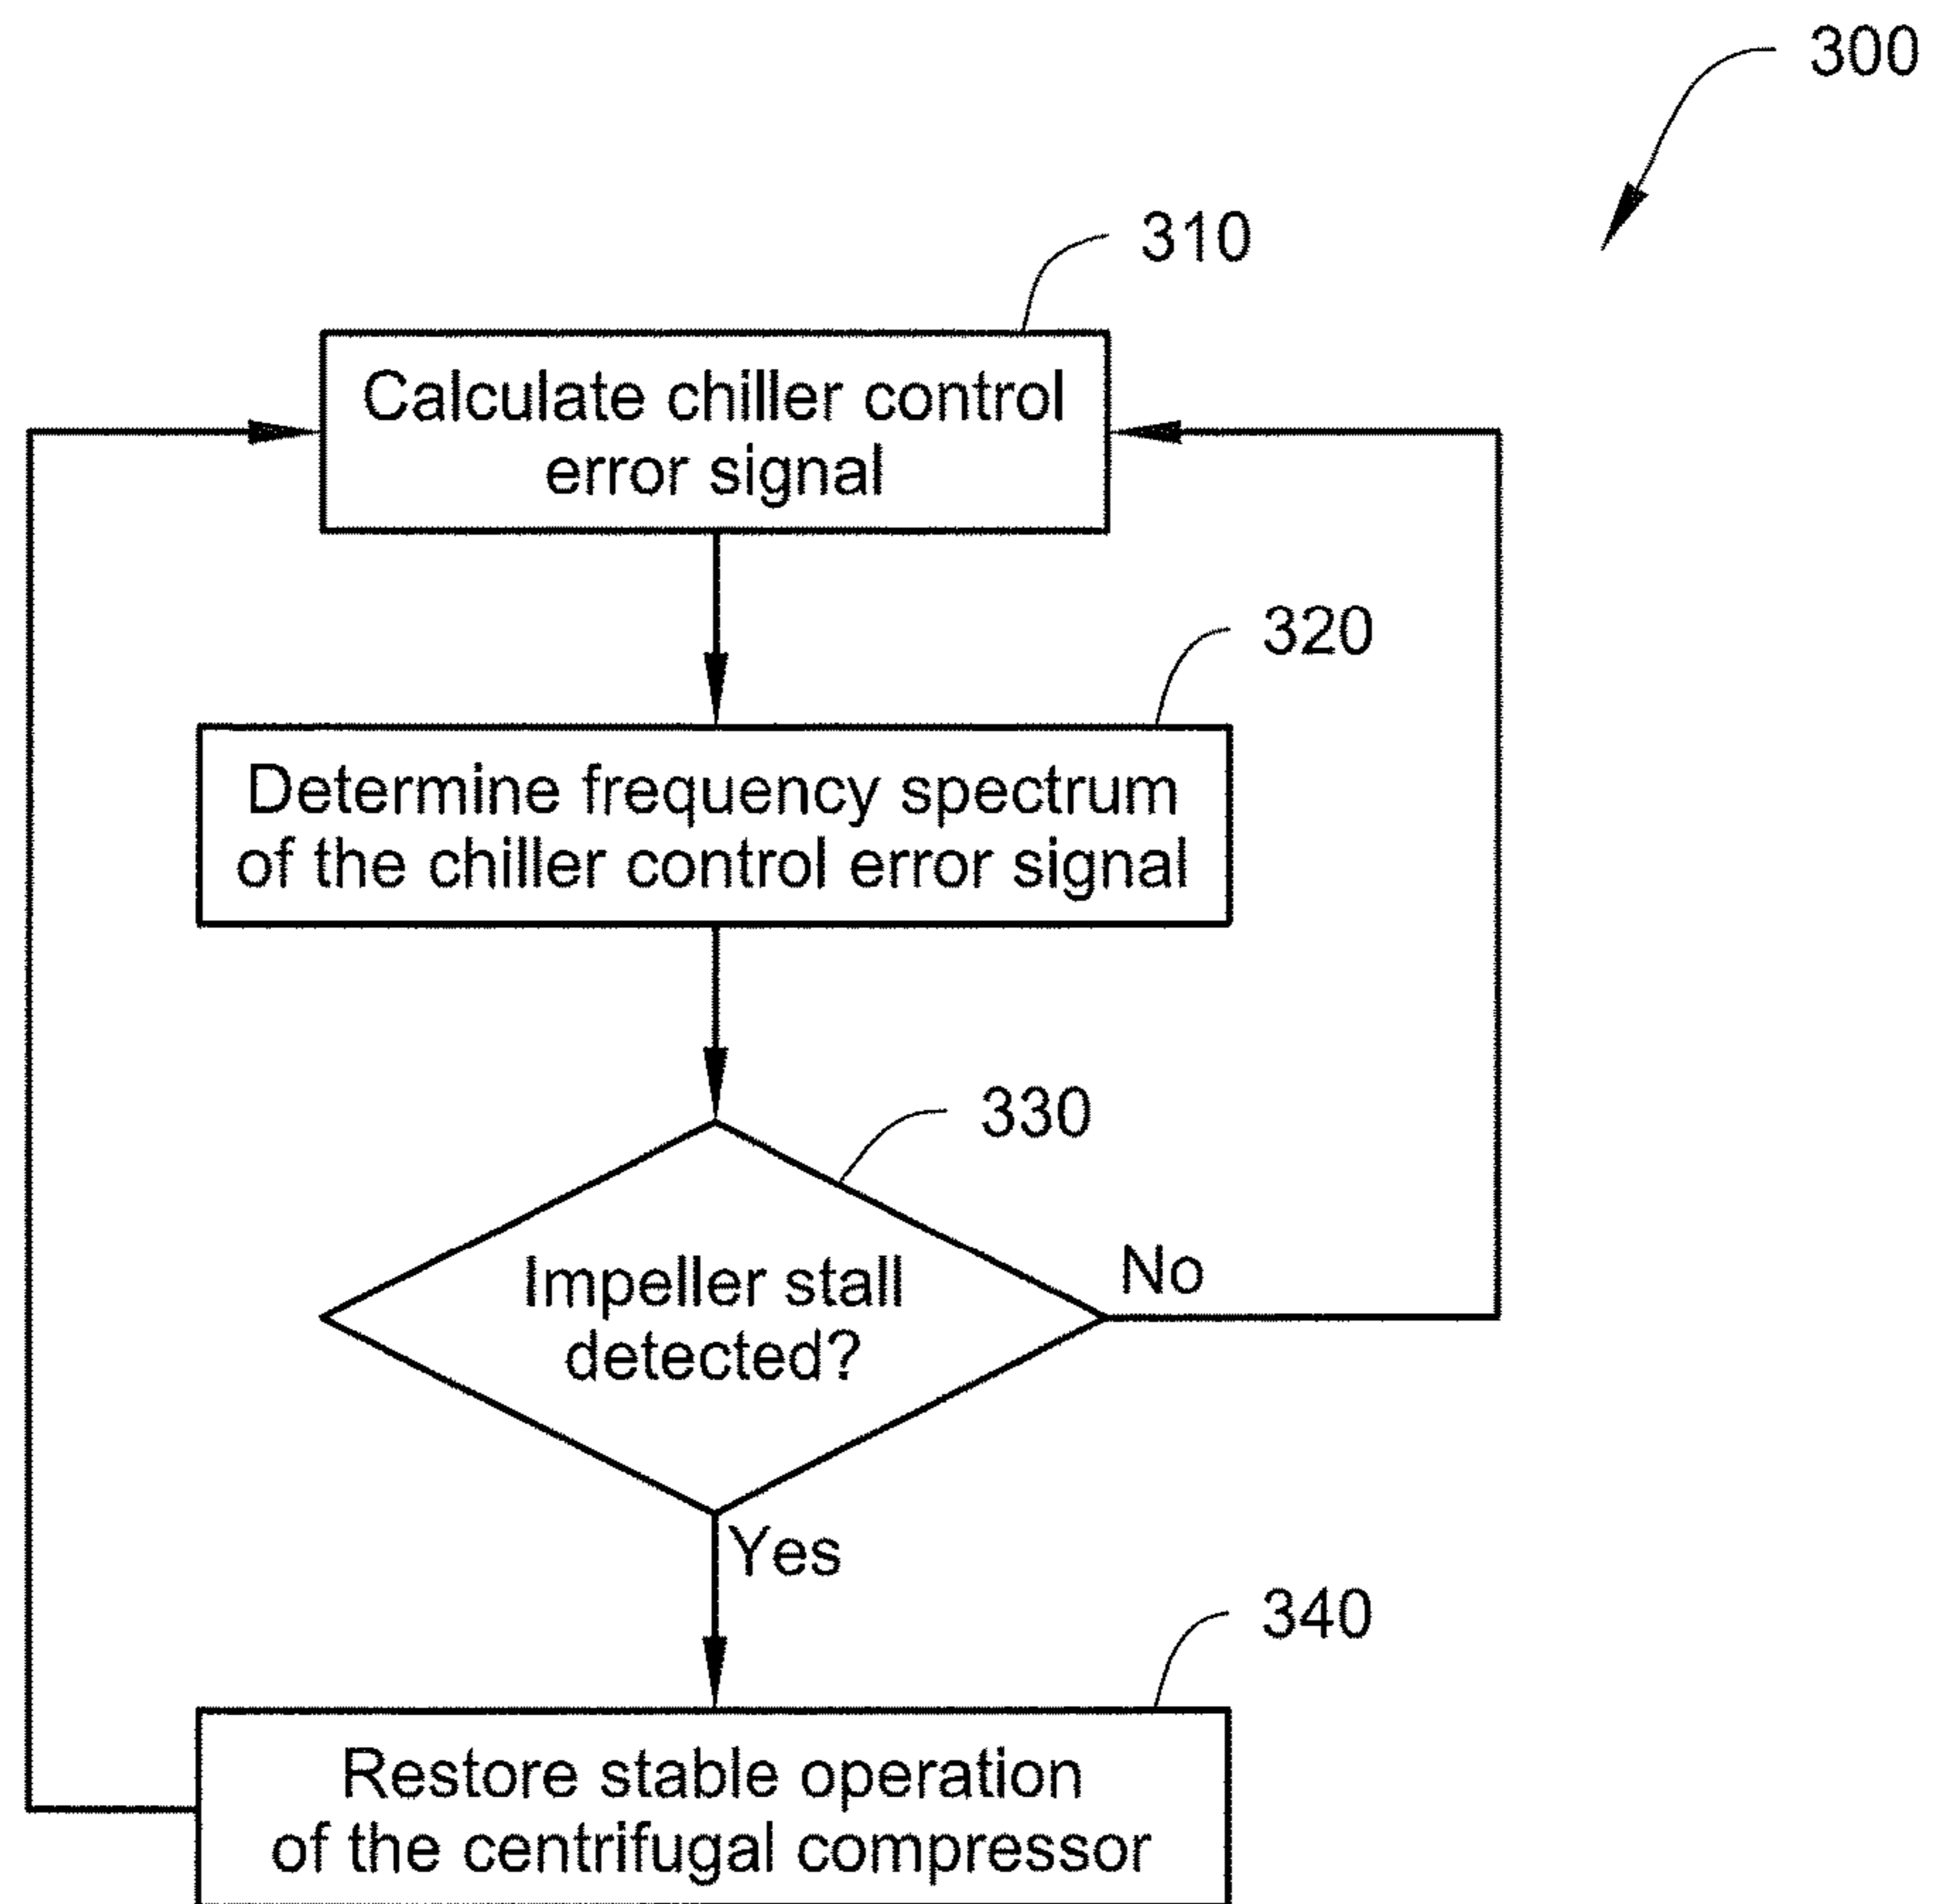 300
310
Calculate chiller control
error signal
320
Determine frequency spectrum
of the chiller control error signal
330
Impeller stall
detected?
No
Yes
340
Restore stable operation
of the centrifugal compressor